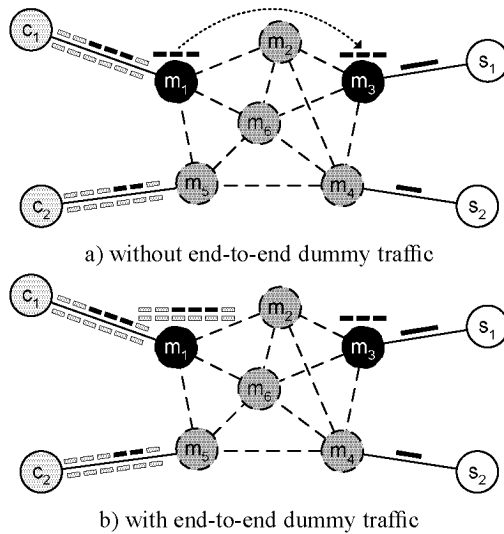 c1
m2
m1
m3
s1
m6
c2
m5
m4
s2
a) without end-to-end dummy traffic
c1
m2
m1
m3
s1
m6
c2
m5
m4
s2
b) with end-to-end dummy traffic